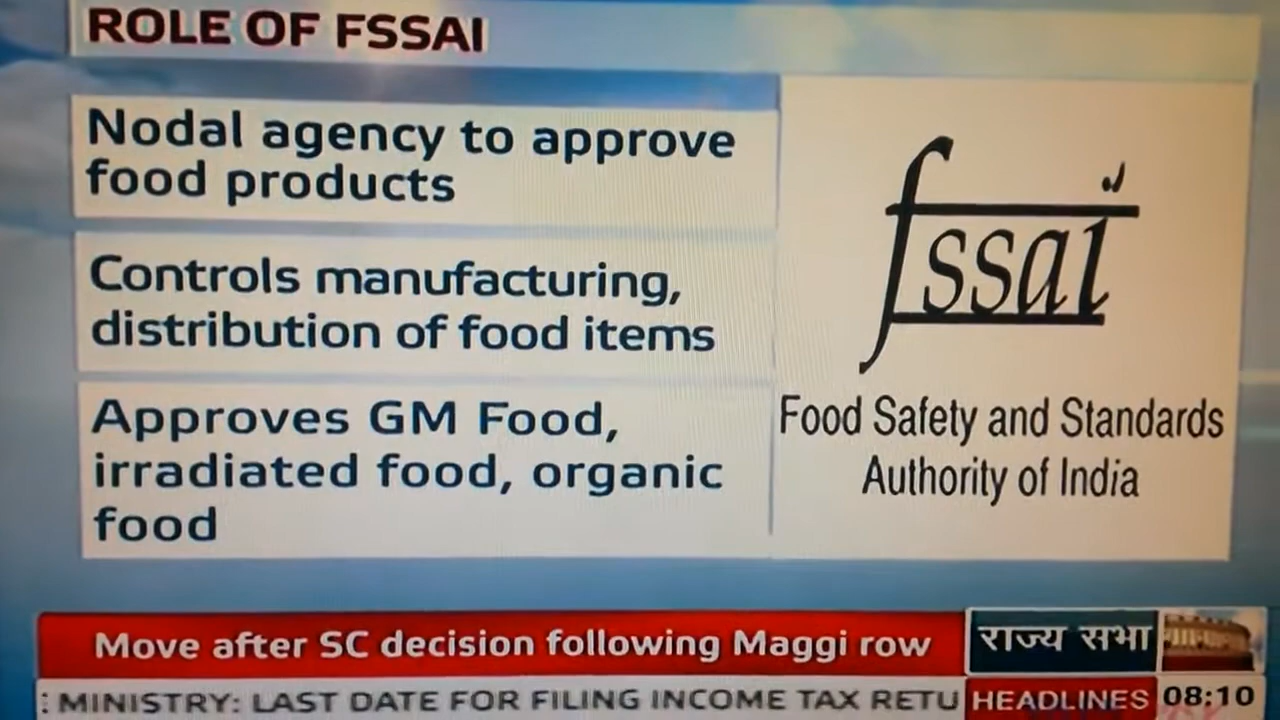 ROLE OF FSSAI
Nodal agency to approve
food products
Controls manufacturing,
distribution of food items
Approves GM Food,
irradiated food, organic
food
fssai
Food Safety and Standards
Authority of India
Move after SC decision following Maggi row
राज्य सभा
: MINISTRY: LAST DATE FOR FILING INCOME TAX RETU
HEADLINES
08:10